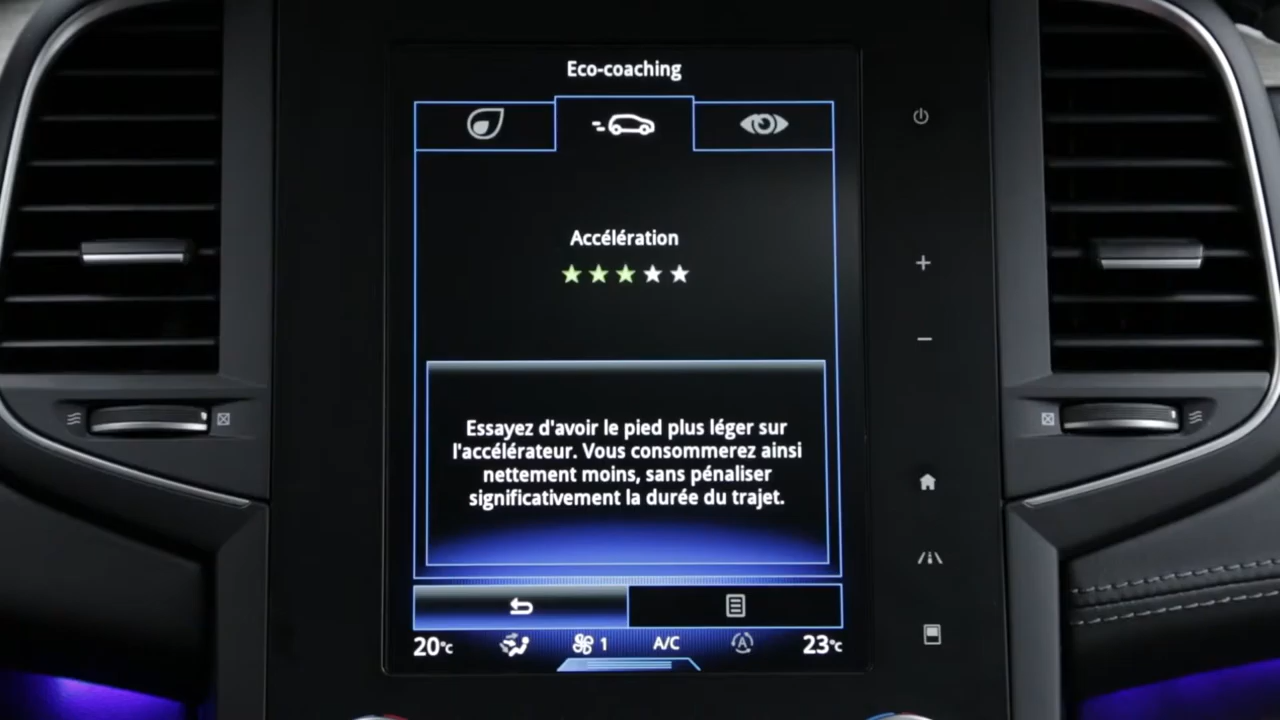 Eco-coaching
Accélération
Essayez d'avoir le pied plus léger sur
l'accélérateur. Vous consommerez ainsi
nettement moins, sans pénaliser
significativement la durée du trajet.
20°C 1 A/C A 23°C